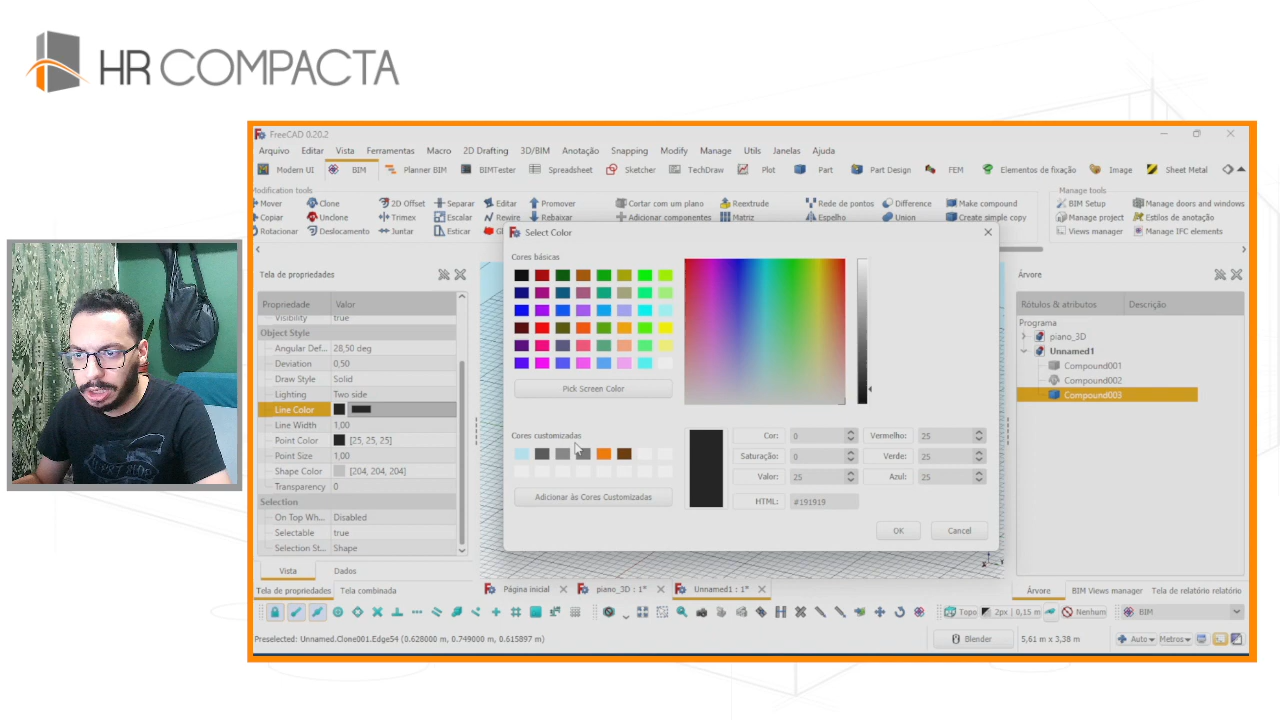 HR COMPACTA
FreeCAD 0.20.2
Arquivo Editar Vista Ferramentas Macro 2D Drafting 3D/BIM Anotação Snapping Modify Manage Utils Janelas Ajuda
Modern UI BIM Planner BIM BIMTester Spreadsheet Sketcher TechDraw Plot Part Part Design FEM Elementos de fixação Image Sheet Metal
Modification tools Manage tools
Mover Clone 2D Offset Separar Editar Promover Cortar com um plano Reextrude Rede de pontos Difference Make compound BIM Setup Manage doors and windows
Copiar Unclone Trimex Escalar Rewire Rebaixar Adicionar componentes Matriz Espelho Union Create simple copy Manage project Estilos de anotação
Rotacionar Deslocamento Juntar Esticar Views manager Manage IFC elements
Select Color
Cores básicas
Pick Screen Color
Cores customizadas
Adicionar às Cores Customizadas
Cor: 0 Vermelho: 25
Saturação: 0 Verde: 25
Valor: 25 Azul: 25
HTML: #191919
OK Cancel
Tela de propriedades
Propriedade Valor
Visibility true
Object Style
Angular Def... 28,50 deg
Deviation 0,50
Draw Style Solid
Lighting Two side
Line Color
Line Width 1,00
Point Color [25, 25, 25]
Point Size 1,00
Shape Color [204, 204, 204]
Transparency 0
Selection
On Top Wh... Disabled
Selectable true
Selection St... Shape
Vista Dados
Tela de propriedades Tela combinada
Árvore
Rótulos & atributos Descrição
Programa
piano_3D
Unnamed1
Compound001
Compound002
Compound003
Página inicial piano_3D : 1* Unnamed1 : 1*
Árvore BIM Views manager Tela de relatório relatório
Topo 2px | 0,15 m Nenhum BIM
Preselected: Unnamed.Clone001.Edge54 (0.628000 m, 0.749000 m, 0.615897 m) Blender 5,61 m x 3,38 m Auto Metros